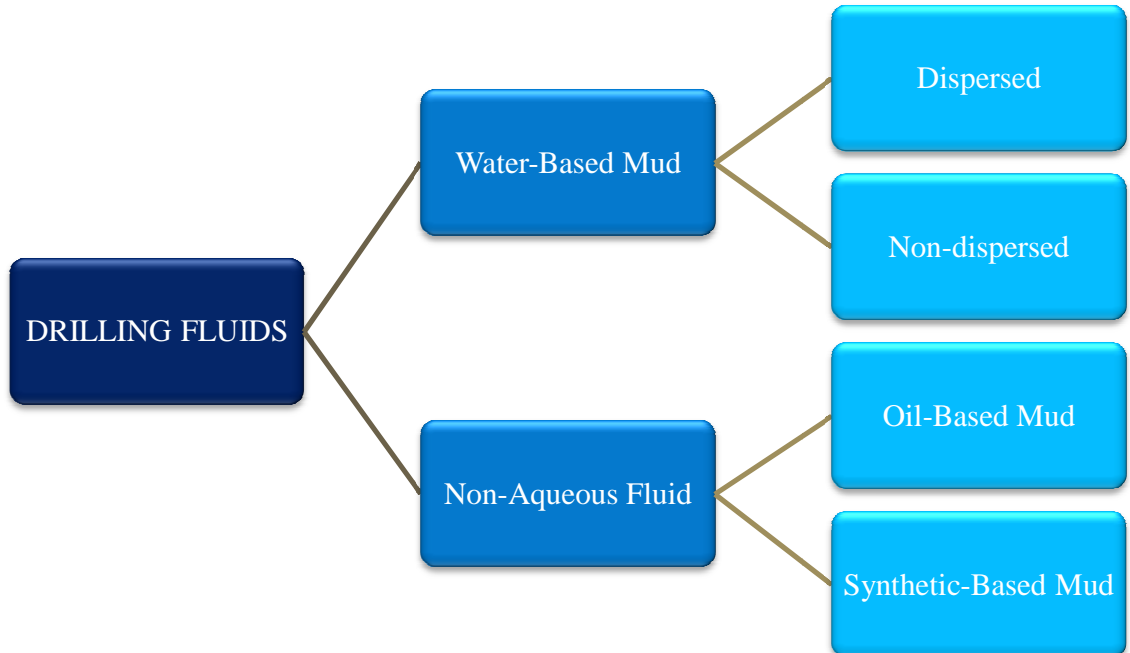 DRILLING FLUIDS
Water-Based Mud
Dispersed
Non-dispersed
Non-Aqueous Fluid
Oil-Based Mud
Synthetic-Based Mud